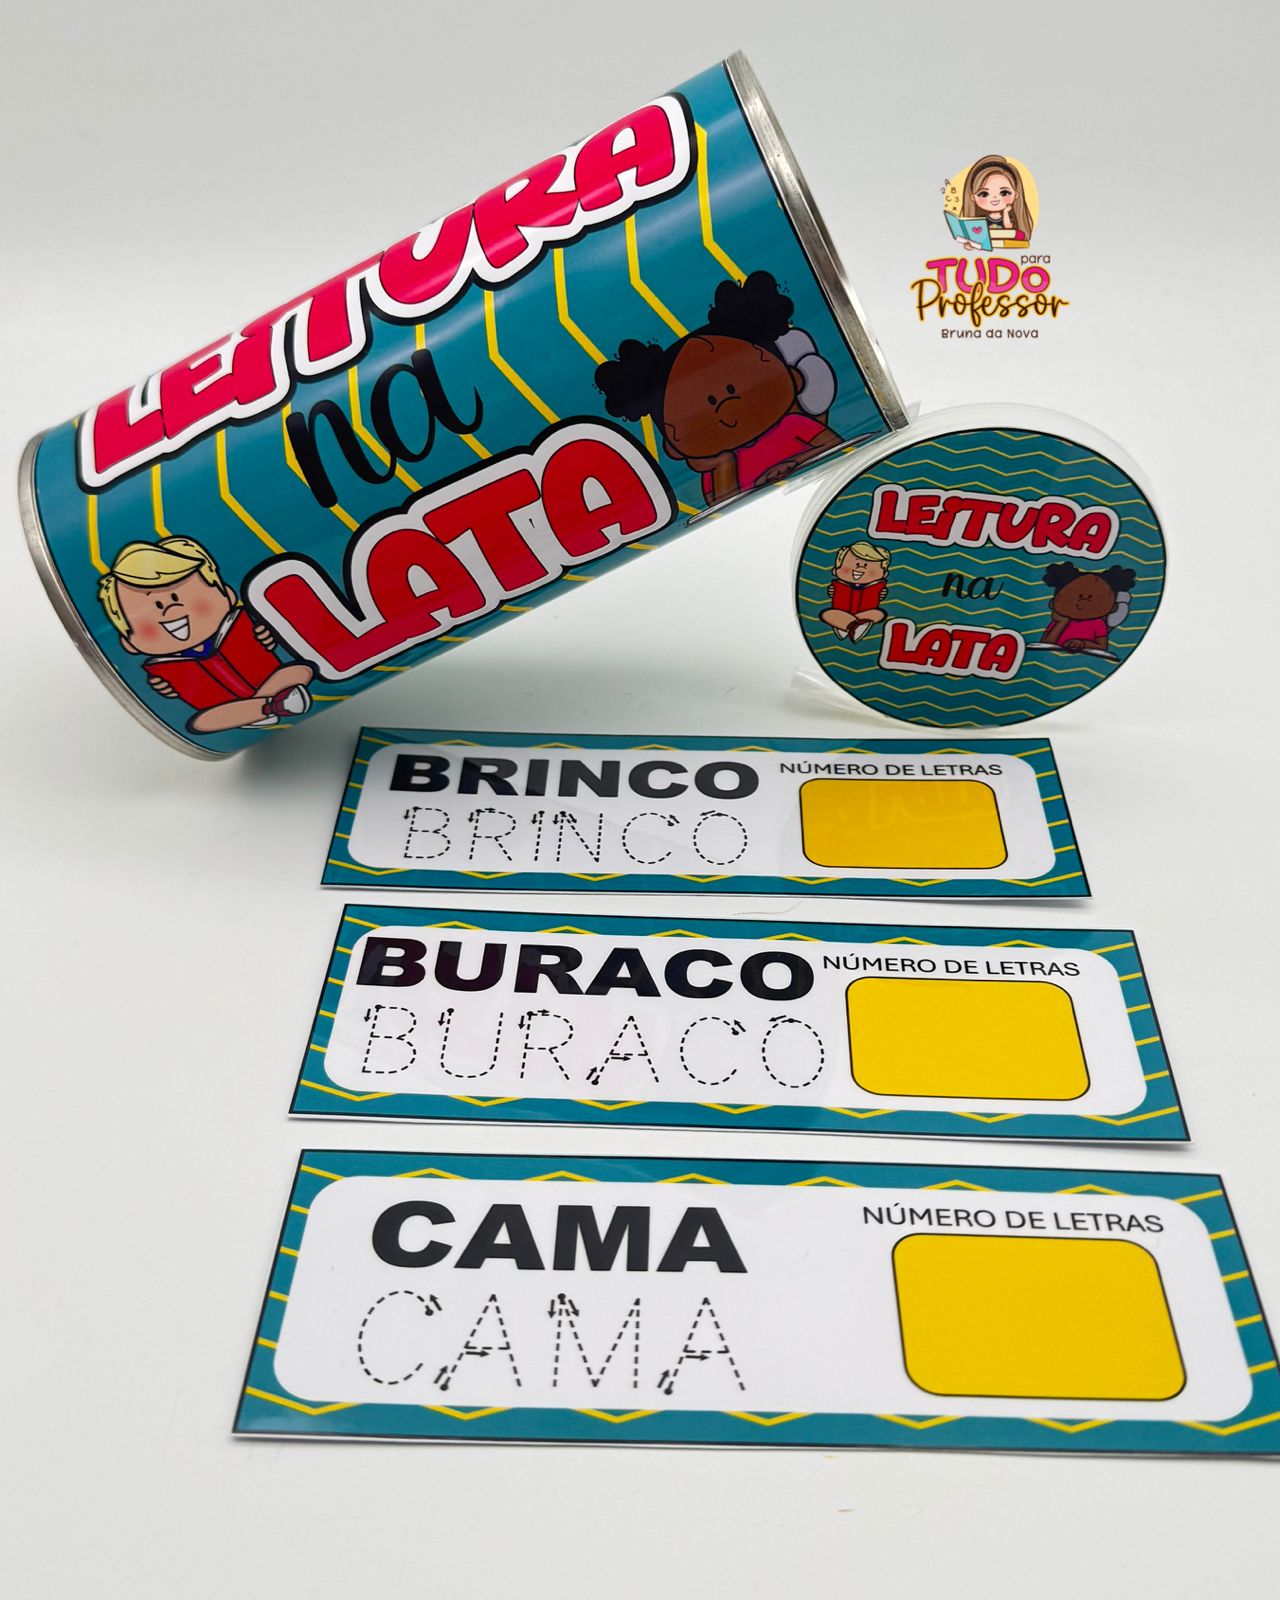 LEITURA
na
LATA
para
TUDO
Professor
Bruna da Nova
LEITURA
na
LATA
BRINCO
BRINCO
NÚMERO DE LETRAS
BURACO
BURACO
NÚMERO DE LETRAS
CAMA
CAMA
NÚMERO DE LETRAS